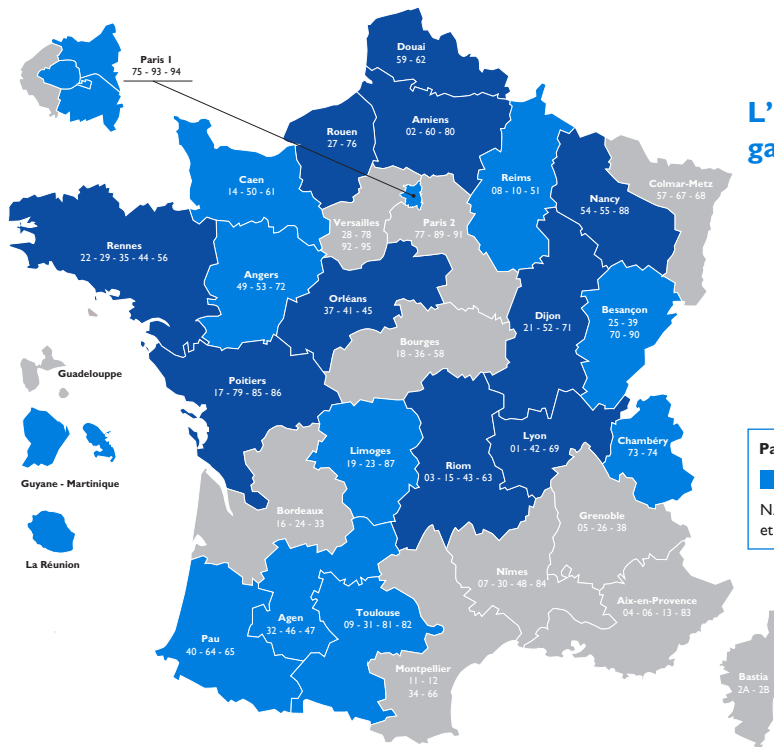 Paris 1
75 - 93 - 94
Douai
59 - 62
Amiens
02 - 60 - 80
Rouen
27 - 76
L'
ga
Caen
14 - 50 - 61
Reims
08 - 10 - 51
Colmar-Metz
57 - 67 - 68
Nancy
54 - 55 - 88
Versailles
28 - 78
92 - 95
Paris 2
77 - 89 - 91
Rennes
22 - 29 - 35 - 44 - 56
Angers
49 - 53 - 72
Orléans
37 - 41 - 45
Dijon
21 - 52 - 71
Besançon
25 - 39
70 - 90
Bourges
18 - 36 - 58
Guadelouppe
Poitiers
17 - 79 - 85 - 86
Limoges
19 - 23 - 87
Riom
03 - 15 - 43 - 63
Lyon
01 - 42 - 69
Chambéry
73 - 74
Pa
N.
et
Guyane - Martinique
Bordeaux
16 - 24 - 33
Grenoble
05 - 26 - 38
La Réunion
Nîmes
07 - 30 - 48 - 84
Aix-en-Provence
04 - 06 - 13 - 83
Pau
40 - 64 - 65
Agen
32 - 46 - 47
Toulouse
09 - 31 - 81 - 82
Montpellier
11 - 12
34 - 66
Bastia
2A - 2B